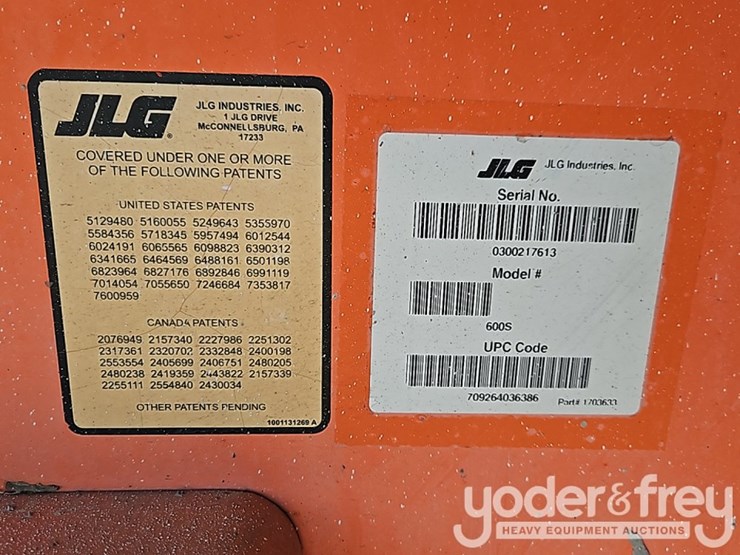 JLG
JLG INDUSTRIES, INC.
1 JLG DRIVE
McCONNELLSBURG, PA
17233
COVERED UNDER ONE OR MORE
OF THE FOLLOWING PATENTS
UNITED STATES PATENTS
5129480 5160055 5249643 5355970
5584356 5718345 5957494 6012544
6024191 6065565 6098823 6390312
6341665 6464569 6488161 6501198
6823964 6827176 6892846 6991119
7014054 7055650 7246684 7353817
7600959
CANADA PATENTS
2076949 2157340 2227986 2251302
2317361 2320702 2332848 2400198
2553554 2405699 2406751 2480205
2480238 2419359 2443822 2157339
2255111 2554840 2430034
OTHER PATENTS PENDING
1001131269 A
JLG JLG Industries, Inc.
Serial No.
0300217613
Model #
600S
UPC Code
709264036386 Part# 1703633
yoder&frey
HEAVY EQUIPMENT AUCTIONS